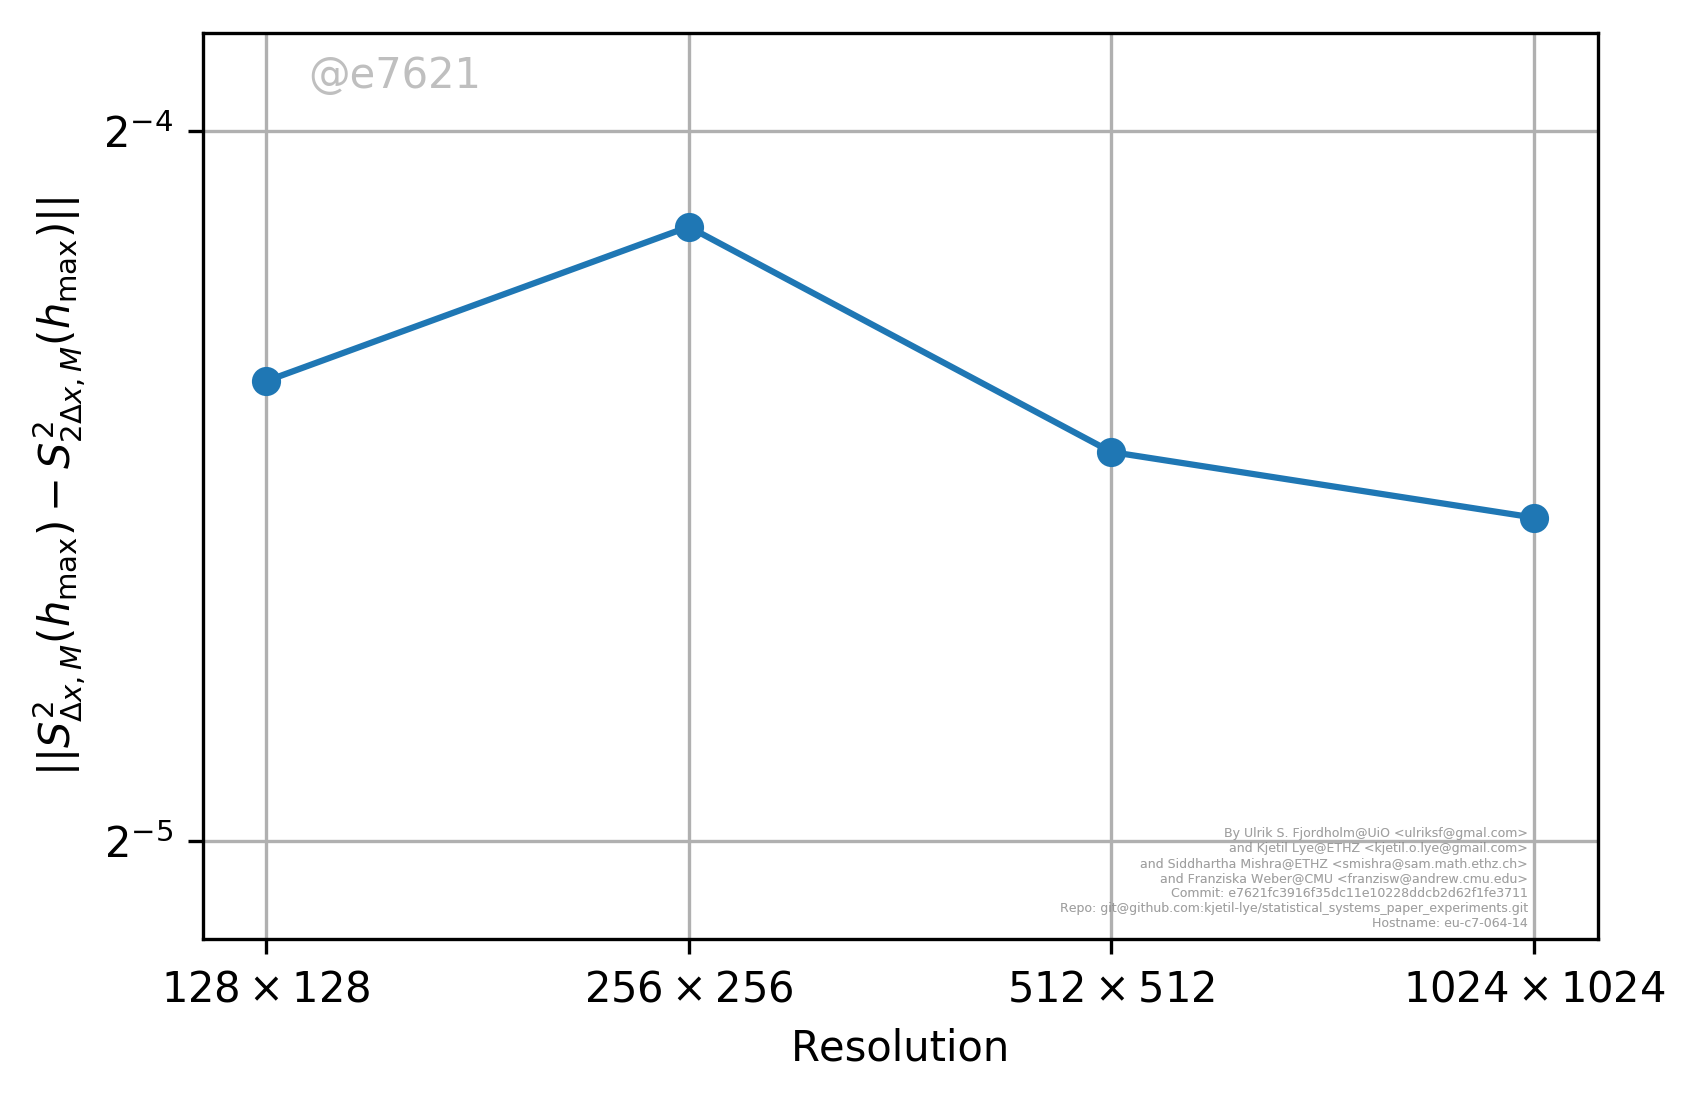 @e7621
2⁻⁴
||S²_{Δx,M}(h_max) − S²_{2Δx,M}(h_max)||
2⁻⁵
By Ulrik S. Fjordholm@UiO <ulriksf@gmal.com>
and Kjetil Lye@ETHZ <kjetil.o.lye@gmail.com>
and Siddhartha Mishra@ETHZ <smishra@sam.math.ethz.ch>
and Franziska Weber@CMU <franzisw@andrew.cmu.edu>
Commit: e7621fc3916f35dc11e10228ddcb2d62f1fe3711
Repo: git@github.com:kjetil-lye/statistical_systems_paper_experiments.git
Hostname: eu-c7-064-14
128 × 128 256 × 256 512 × 512 1024 × 1024
Resolution